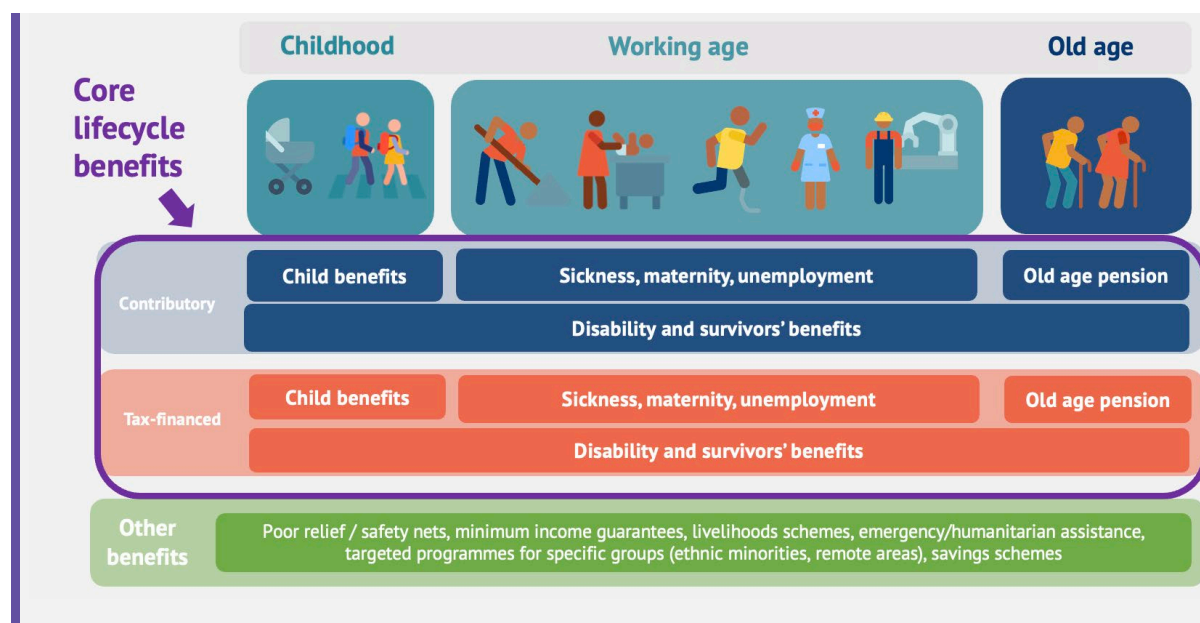 Childhood
Working age
Old age
Core
lifecycle
benefits
Contributory
Child benefits
Sickness, maternity, unemployment
Old age pension
Disability and survivors' benefits
Tax-financed
Child benefits
Sickness, maternity, unemployment
Old age pension
Disability and survivors' benefits
Other
benefits
Poor relief / safety nets, minimum income guarantees, livelihoods schemes, emergency/humanitarian assistance,
targeted programmes for specific groups (ethnic minorities, remote areas), savings schemes